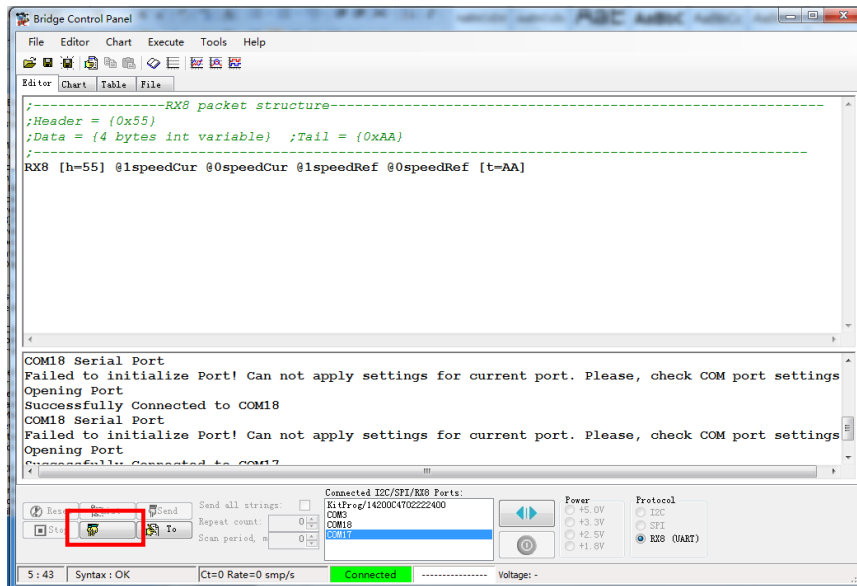 Bridge Control Panel
File Editor Chart Execute Tools Help
Editor Chart Table File
;-----------------RX8 packet structure----------------------------------------------------------------
;Header = {0x55}
;Data = {4 bytes int variable} ;Tail = {0xAA}
;-----------------------------------------------------------------------------------------------------
RX8 [h=55] @1speedCur @0speedCur @1speedRef @0speedRef [t=AA]
COM18 Serial Port
Failed to initialize Port! Can not apply settings for current port. Please, check COM port settings
Opening Port
Successfully Connected to COM18
COM18 Serial Port
Failed to initialize Port! Can not apply settings for current port. Please, check COM port settings
Opening Port
Successfully Connected to COM17
Send
Stop
To
Send all strings:
Repeat count: 0
Scan period, m 0
Connected I2C/SPI/RX8 Ports:
KitProg/14200C4702222400
COM3
COM18
COM17
Power
+5.0V
+3.3V
+2.5V
+1.8V
Protocol
I2C
SPI
RX8 (UART)
5 : 43 Syntax : OK Ct=0 Rate=0 smp/s Connected ---------------- Voltage: -